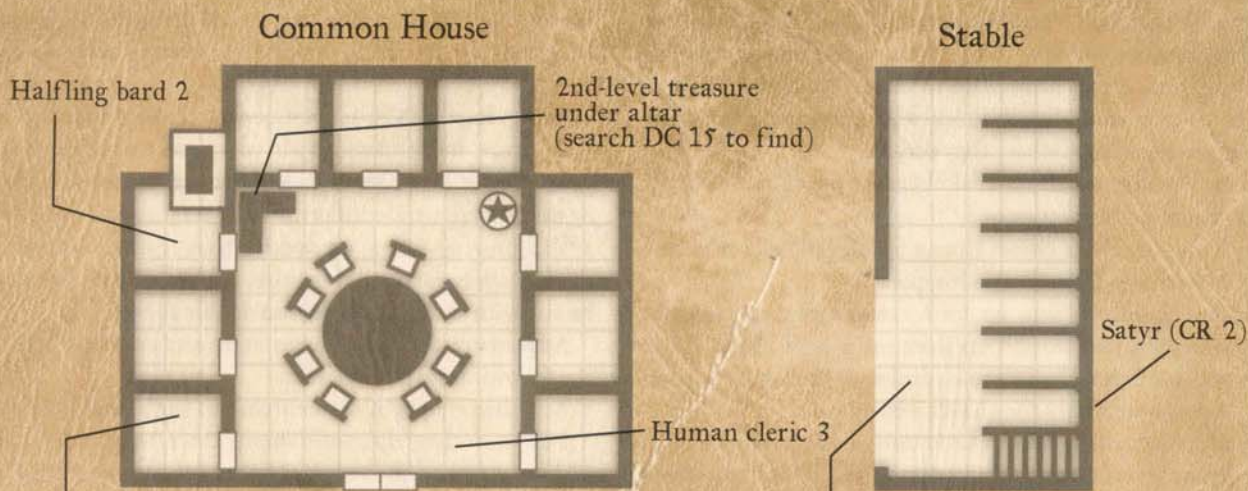 Common House
Stable
Halfling bard 2
2nd-level treasure
under altar
(search DC 15 to find)
Satyr (CR 2)
Human cleric 3